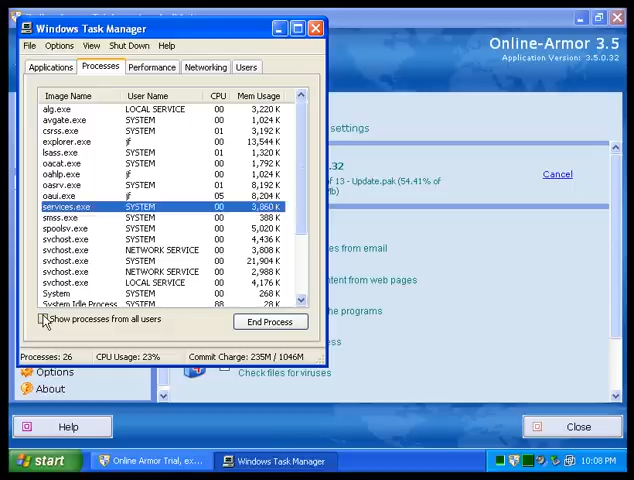 Windows Task Manager
File Options View Shut Down Help
Applications Processes Performance Networking Users
Image Name User Name CPU Mem Usage
alg.exe LOCAL SERVICE 00 3,220 K
avgate.exe SYSTEM 00 1,024 K
csrss.exe SYSTEM 01 3,192 K
explorer.exe jf 00 13,544 K
lsass.exe SYSTEM 01 1,320 K
oacat.exe SYSTEM 00 1,792 K
oahlp.exe jf 00 1,024 K
oasrv.exe SYSTEM 01 8,192 K
oaui.exe jf 05 8,204 K
services.exe SYSTEM 00 3,860 K
smss.exe SYSTEM 00 388 K
spoolsv.exe SYSTEM 00 5,020 K
svchost.exe SYSTEM 00 4,436 K
svchost.exe NETWORK SERVICE 00 3,808 K
svchost.exe SYSTEM 00 21,904 K
svchost.exe NETWORK SERVICE 00 2,988 K
svchost.exe LOCAL SERVICE 00 4,176 K
System SYSTEM 00 268 K
System Idle Process SYSTEM 88 28 K
Show processes from all users
End Process
Processes: 26 CPU Usage: 23% Commit Charge: 235M / 1046M
Online-Armor 3.5
Application Version: 3.5.0.32
settings
.32
of 13 - Update.pak (54.41% of
Mb)
Cancel
es from email
ntent from web pages
he programs
ess
Check files for viruses
Options
About
Help
Close
start
Online Armor Trial, ex...
Windows Task Manager
10:08 PM